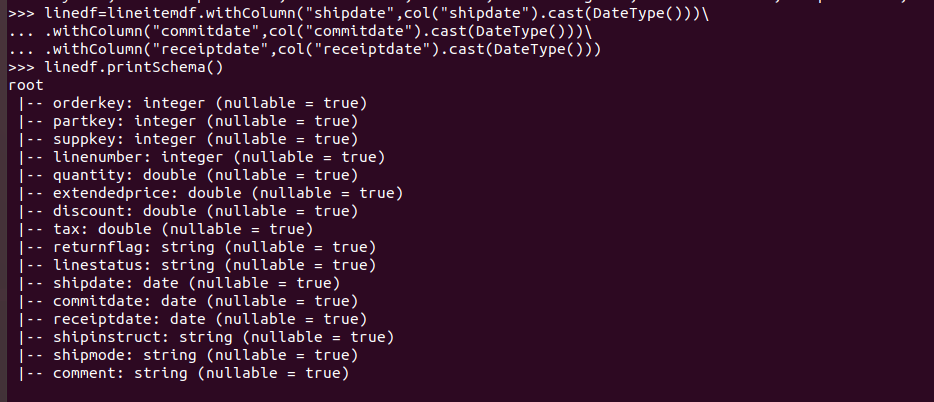 >>> linedf=lineitemdf.withColumn("shipdate",col("shipdate").cast(DateType()))\
... .withColumn("commitdate",col("commitdate").cast(DateType()))\
... .withColumn("receiptdate",col("receiptdate").cast(DateType()))
>>> linedf.printSchema()
root
 |-- orderkey: integer (nullable = true)
 |-- partkey: integer (nullable = true)
 |-- suppkey: integer (nullable = true)
 |-- linenumber: integer (nullable = true)
 |-- quantity: double (nullable = true)
 |-- extendedprice: double (nullable = true)
 |-- discount: double (nullable = true)
 |-- tax: double (nullable = true)
 |-- returnflag: string (nullable = true)
 |-- linestatus: string (nullable = true)
 |-- shipdate: date (nullable = true)
 |-- commitdate: date (nullable = true)
 |-- receiptdate: date (nullable = true)
 |-- shipinstruct: string (nullable = true)
 |-- shipmode: string (nullable = true)
 |-- comment: string (nullable = true)